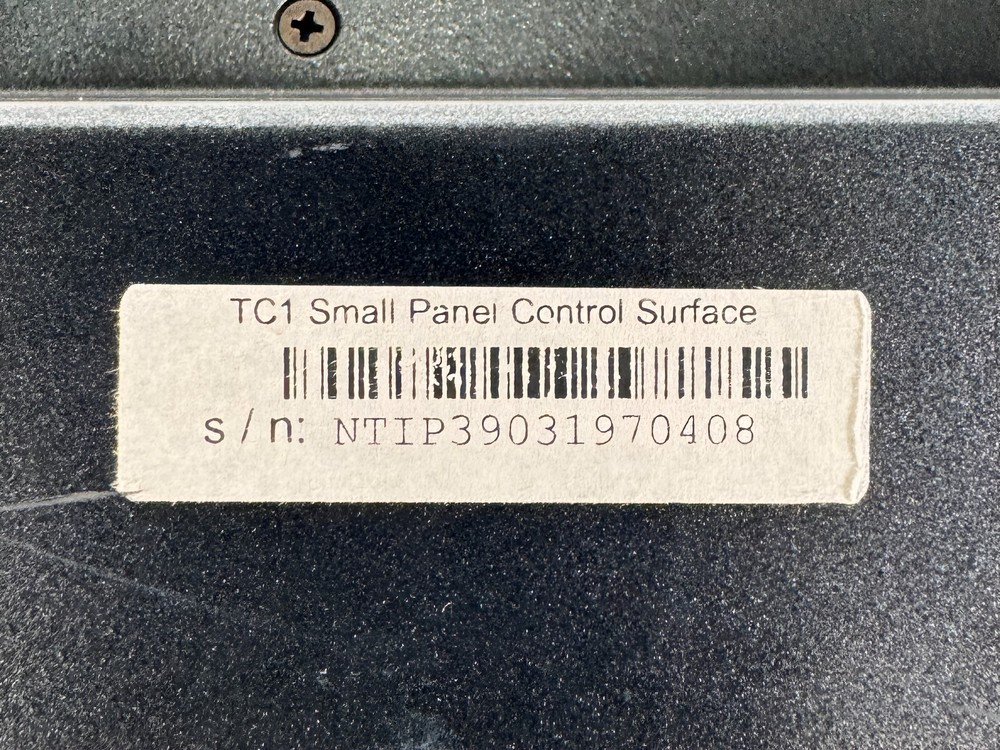 TC1 Small Panel Control Surface
s/n: NTIP39031970408